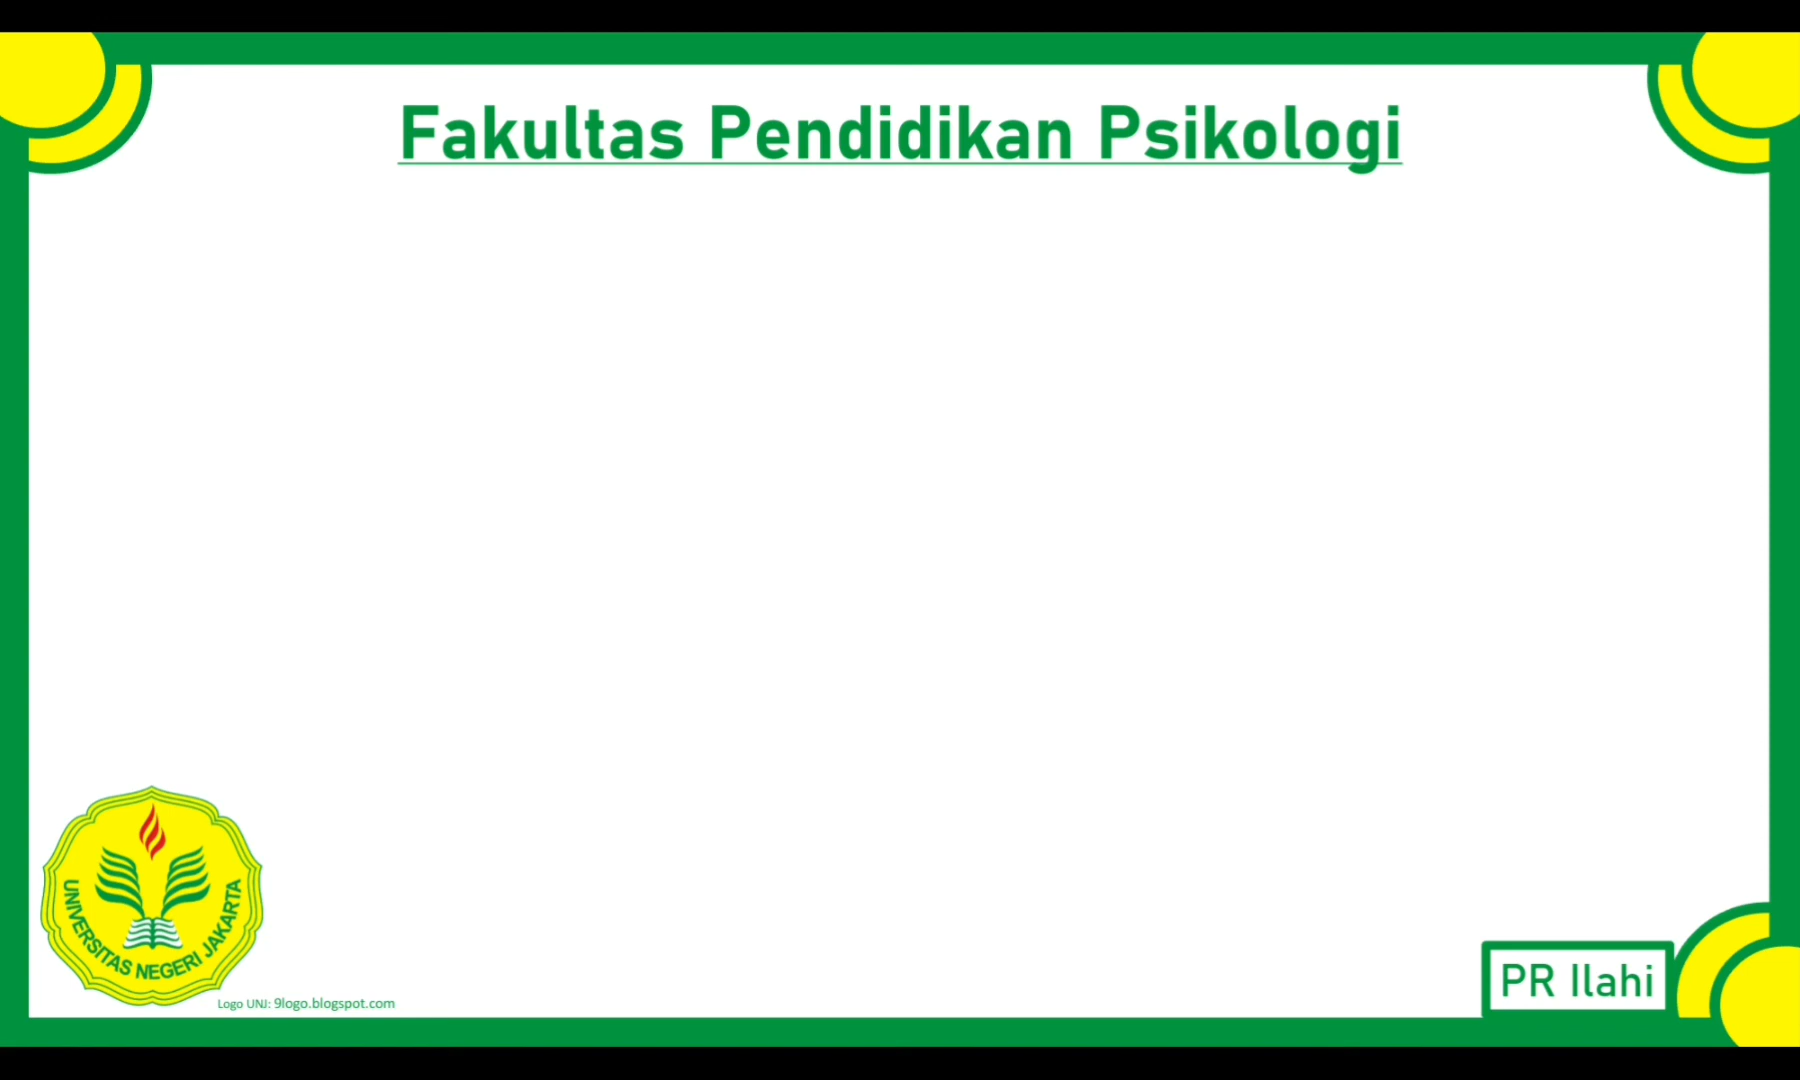 Fakultas Pendidikan Psikologi
UNIVERSITAS NEGERI JAKARTA
Logo UNJ: 9logo.blogspot.com
PR Ilahi